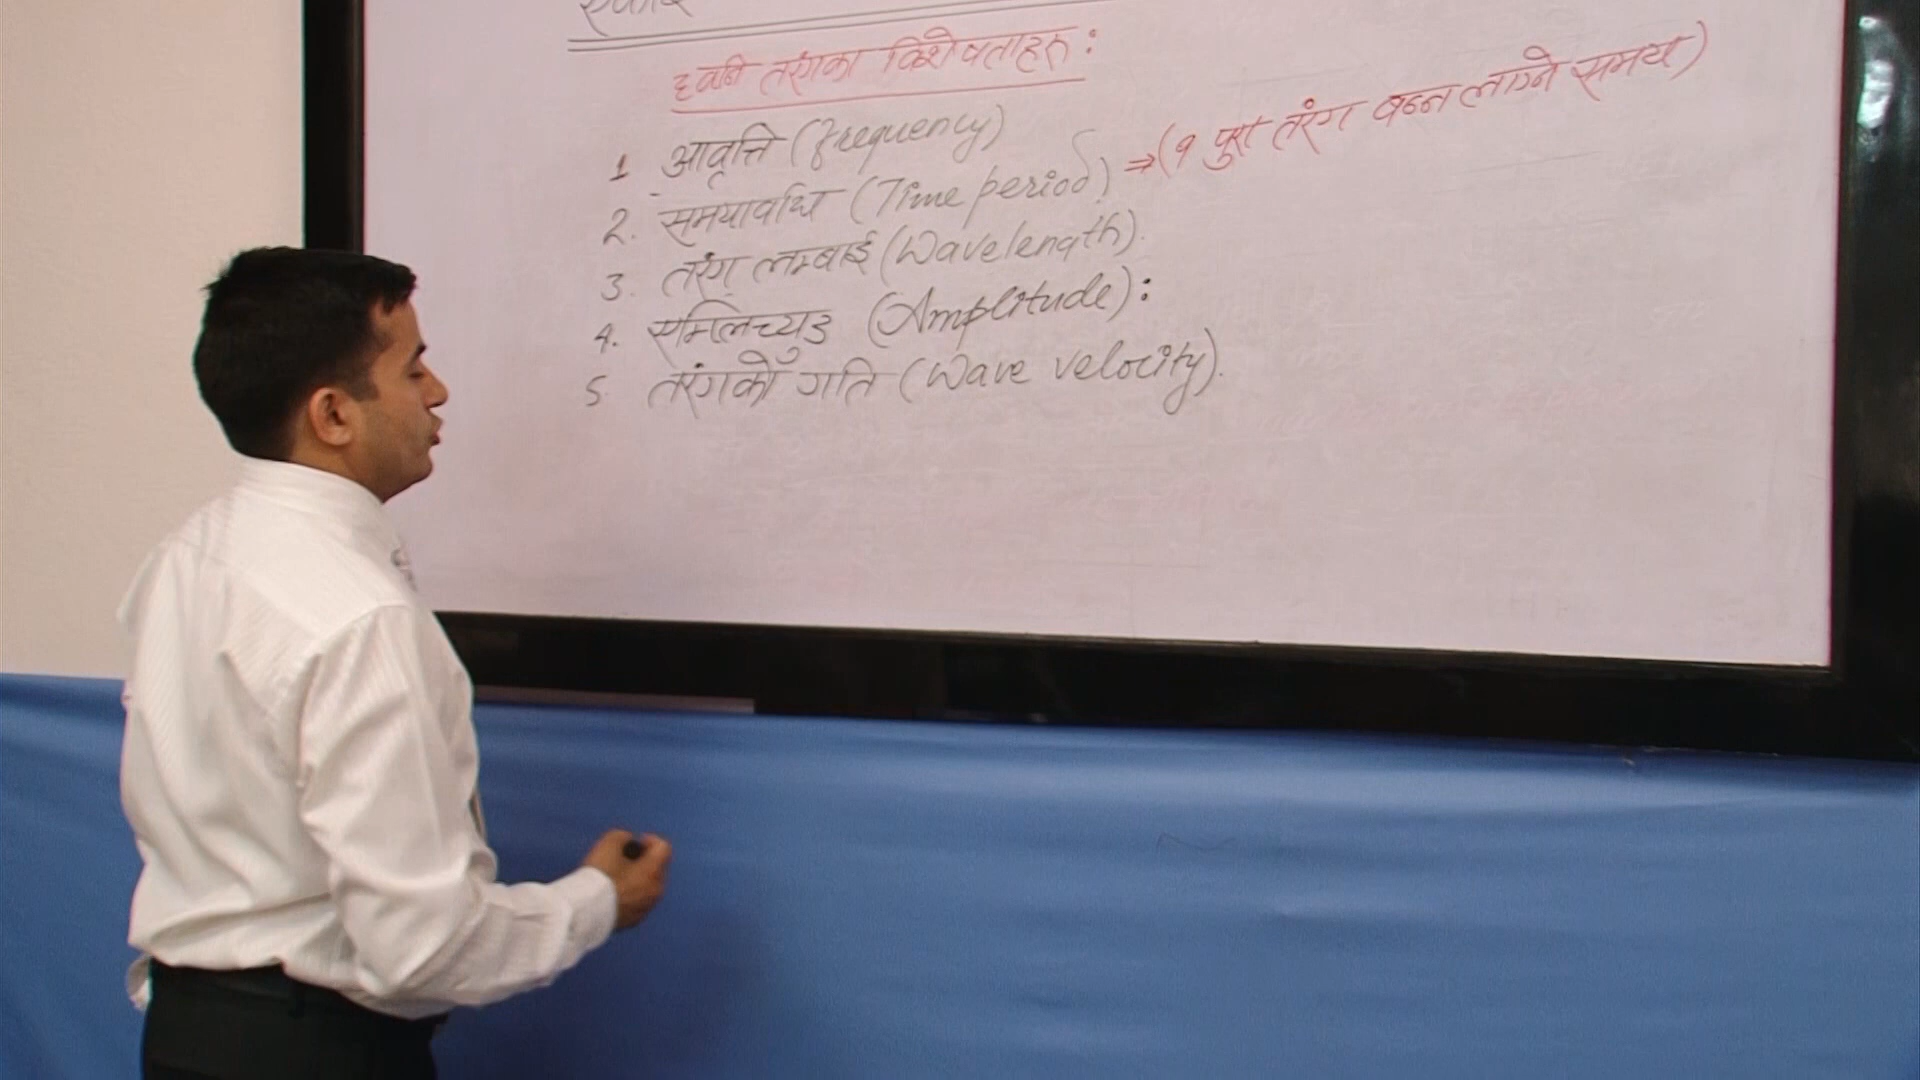 एकाइ
ध्वनि तरंगका विशेषताहरु :
1 आवृत्ति (frequency)
2. समयावधि (Time period) ⇒ (१ पुरा तरंग बन्न लाग्ने समय)
3. तरंग लम्बाई (Wavelength).
4. एमिलिच्युड (Amplitude) :
5. तरंगको गति (Wave velocity).